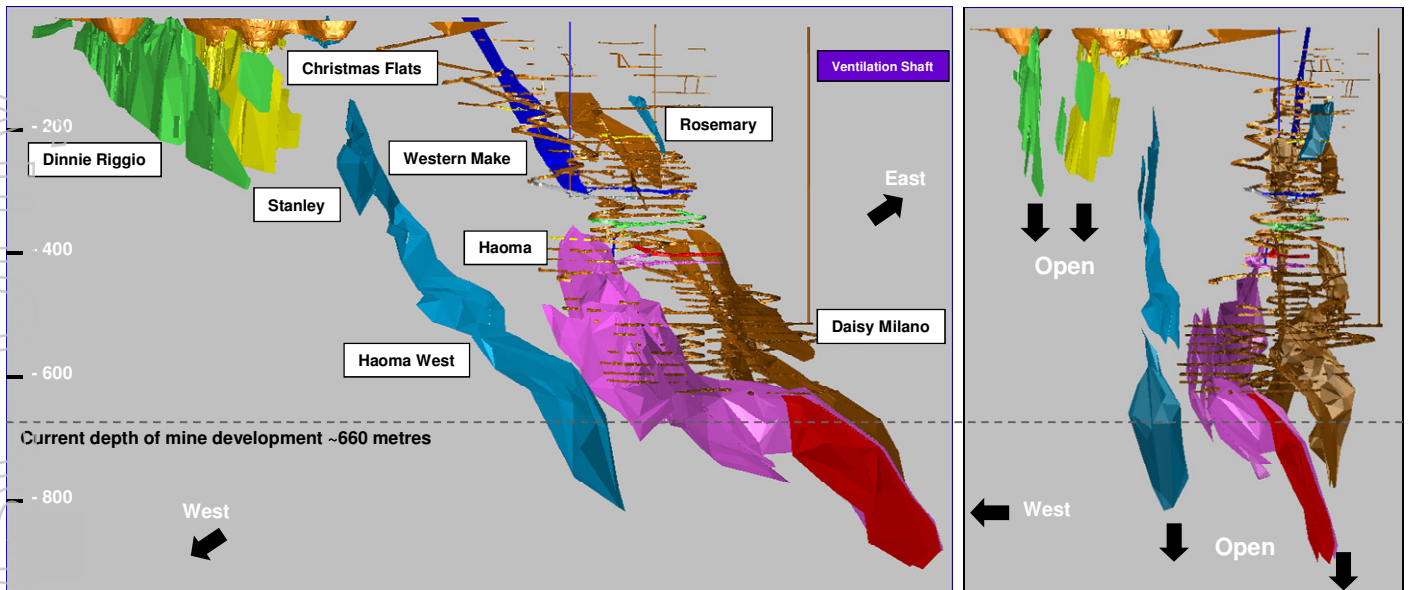 Christmas Flats
Ventilation Shaft
- 200
Rosemary
Dinnie Riggio
Western Make
East
Stanley
- 400
Haoma
Open
Daisy Milano
Haoma West
- 600
Current depth of mine development ~660 metres
- 800
West
West
Open